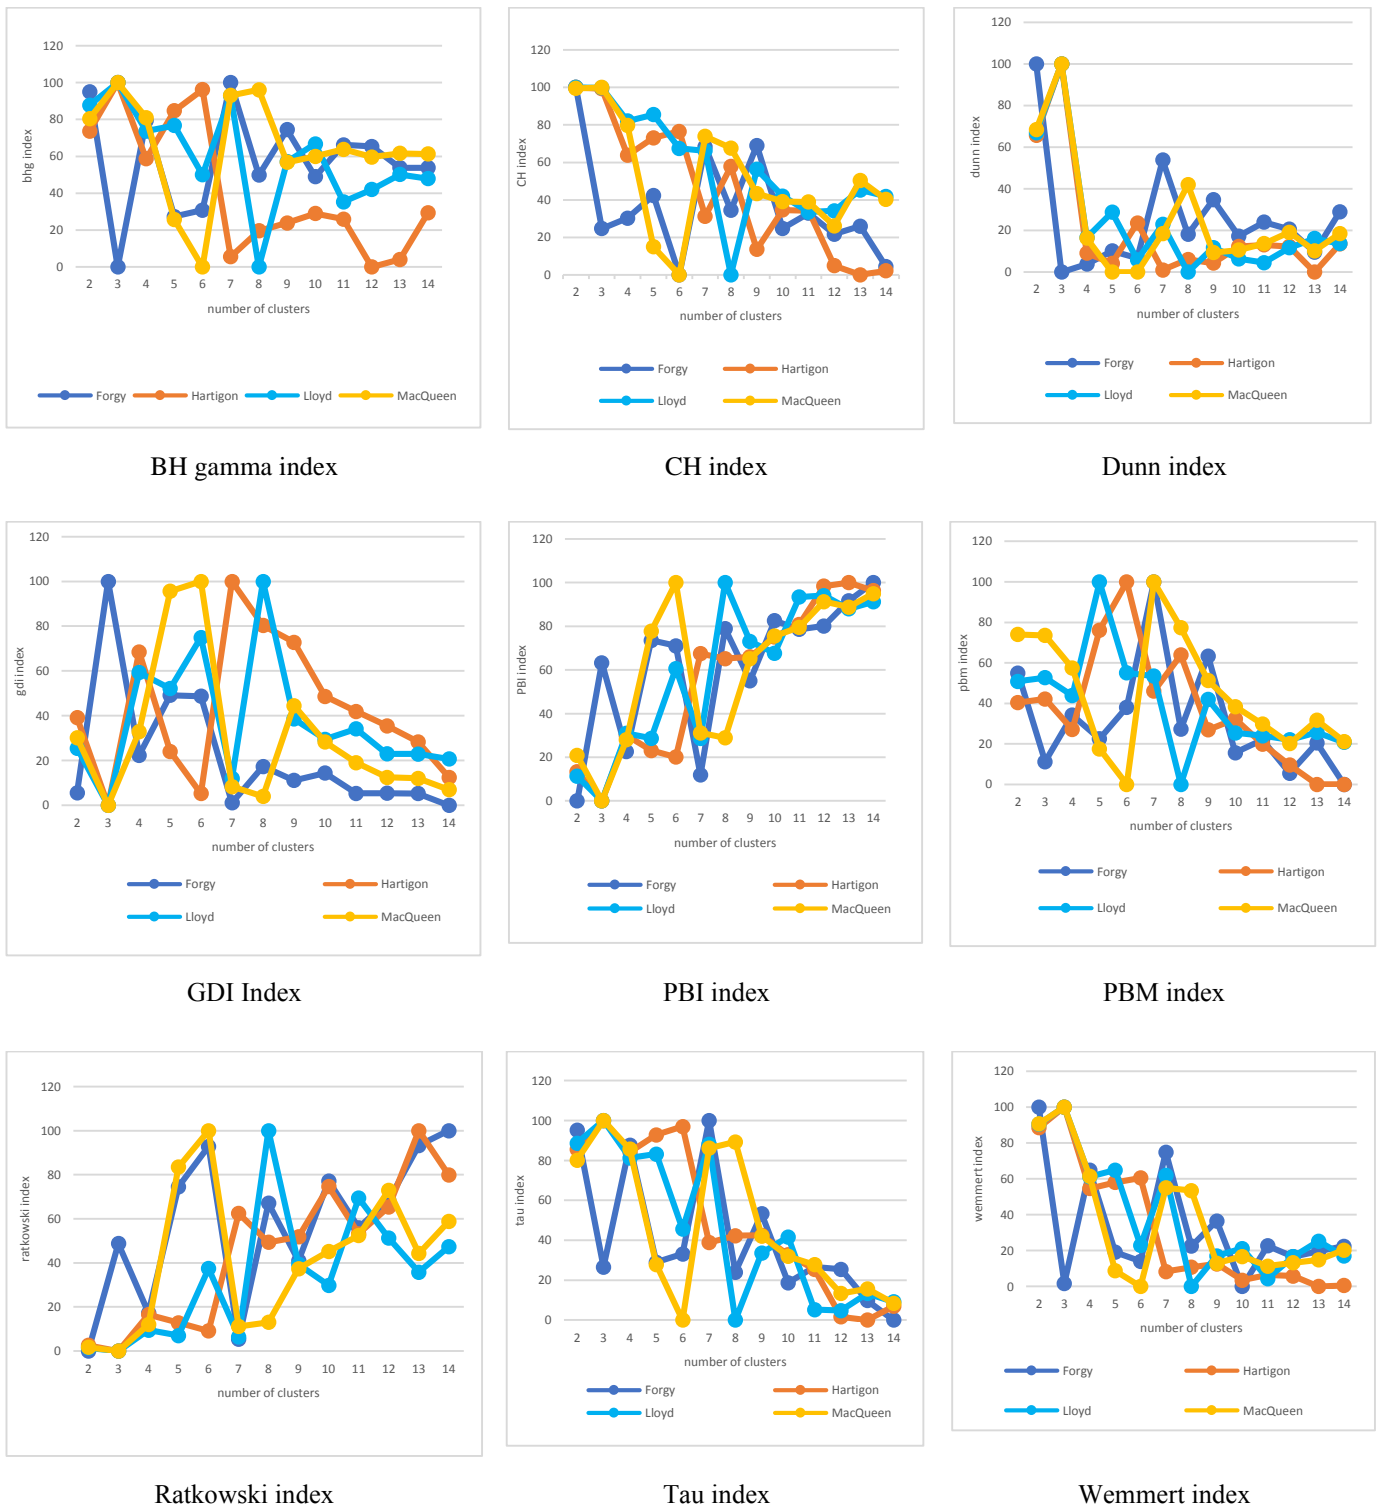 120
100
80
60
40
20
0
bhg index
2 3 4 5 6 7 8 9 10 11 12 13 14
number of clusters
Forgy Hartigon Lloyd MacQueen
BH gamma index
120
100
80
60
40
20
0
CH index
2 3 4 5 6 7 8 9 10 11 12 13 14
number of clusters
Forgy Hartigon
Lloyd MacQueen
CH index
120
100
80
60
40
20
0
dunn index
2 3 4 5 6 7 8 9 10 11 12 13 14
number of clusters
Forgy Hartigon
Lloyd MacQueen
Dunn index
120
100
80
60
40
20
0
gdi index
2 3 4 5 6 7 8 9 10 11 12 13 14
number of clusters
Forgy Hartigon
Lloyd MacQueen
GDI Index
120
100
80
60
40
20
0
PBI index
2 3 4 5 6 7 8 9 10 11 12 13 14
number of clusters
Forgy Hartigon
Lloyd MacQueen
PBI index
120
100
80
60
40
20
0
pbm index
2 3 4 5 6 7 8 9 10 11 12 13 14
number of clusters
Forgy Hartigon
Lloyd MacQueen
PBM index
120
100
80
60
40
20
0
ratkowski index
2 3 4 5 6 7 8 9 10 11 12 13 14
number of clusters
Ratkowski index
120
100
80
60
40
20
0
tau index
2 3 4 5 6 7 8 9 10 11 12 13 14
number of clusters
Forgy Hartigon
Lloyd MacQueen
Tau index
120
100
80
60
40
20
0
wemmert index
2 3 4 5 6 7 8 9 10 11 12 13 14
number of clusters
Forgy Hartigon
Lloyd MacQueen
Wemmert index